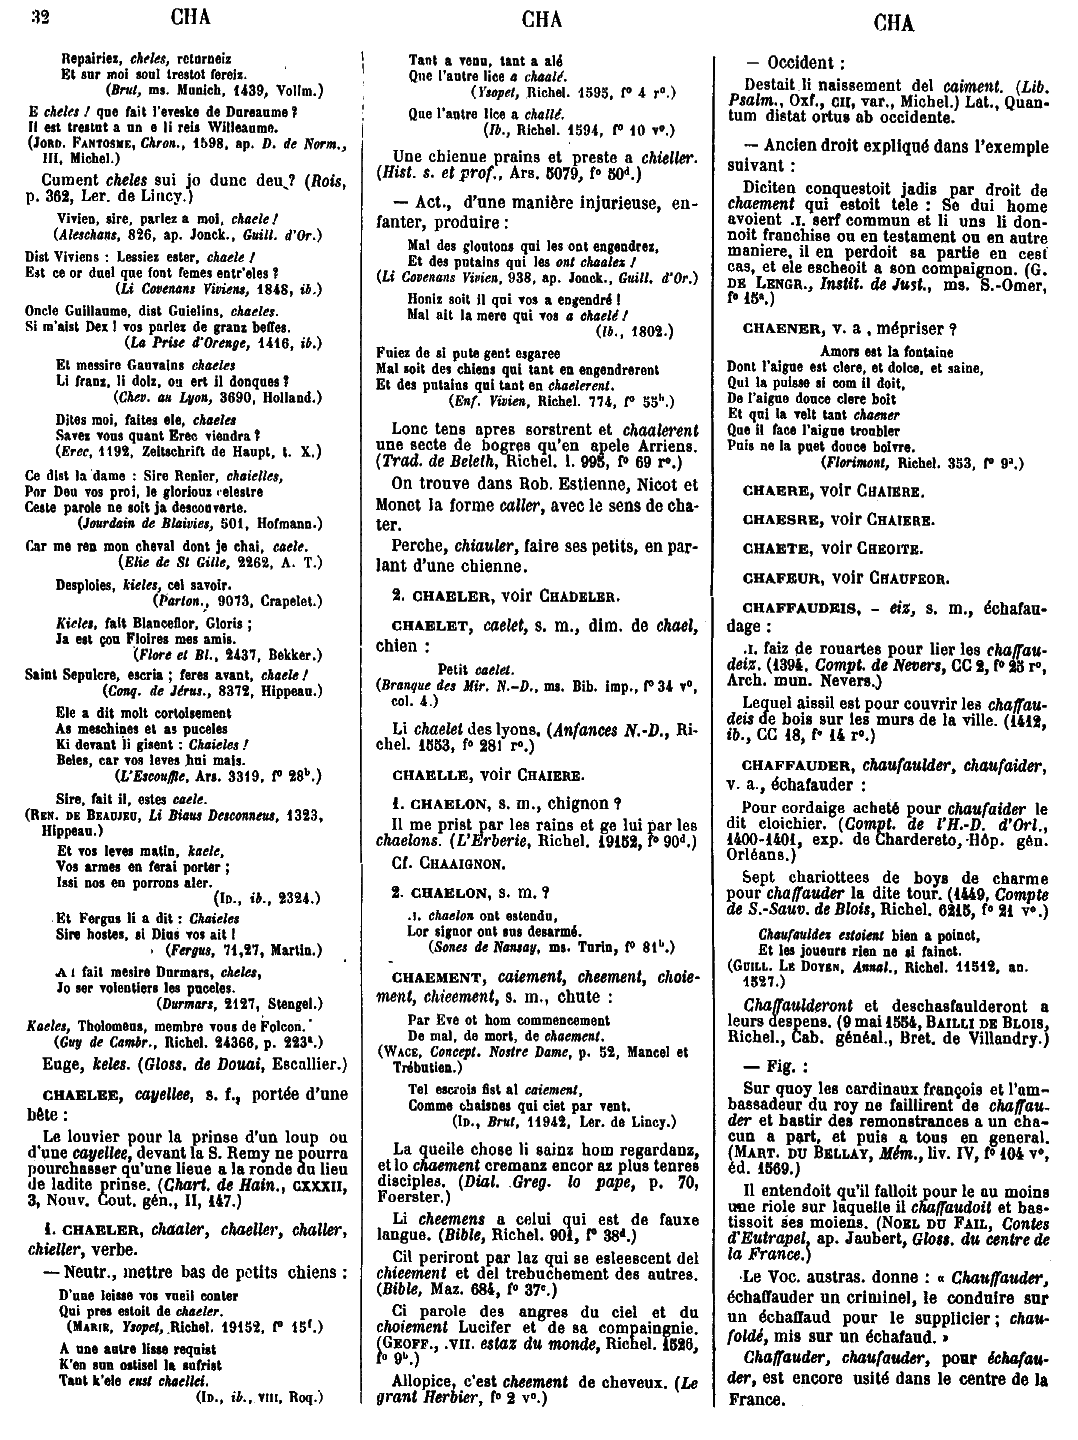 32 CHA CHA CHA
Repairiez, cheles, retorneiz
Et sur moi soul trestot fereiz.
(Brut, ms. Munich, 1439, Vollm.)
E cheles ! que fait l'eveske de Dureaume ?
Il est trestut a un e li reis Willeaume.
(JORD. FANTOSME, Chron., 1598, ap. D. de Norm.,
III, Michel.)
Cument cheles sui jo dunc deu ? (Rois,
p. 362, Ler. de Lincy.)
Vivien, sire, parlez a moi, chaele !
(Aleschans, 826, ap. Jonck., Guill. d'Or.)
Dist Viviens : Lessiez ester, chaele !
Est ce or duel que font femes entr'eles ?
(Li Covenans Viviens, 1848, ib.)
Oncle Guillaume, dist Guielins, chaeles.
Si m'aist Dex ! vos parlez de granz beffes.
(La Prise d'Orenge, 1416, ib.)
Et messire Gauvains chaeles
Li franz, li dolz, ou ert il donques ?
(Chev. au Lyon, 3690, Holland.)
Dites moi, faites ele, chaeles
Savez vous quant Erec viendra ?
(Erec, 1192, Zeitschrift de Haupt, t. X.)
Ce dist la dame : Sire Renier, chaielles,
Por Deu vos proi, le glorioux celestre
Ceste parole ne soit ja descouverte.
(Jourdain de Blaivies, 501, Hofmann.)
Car me ren mon cheval dont je chai, caele.
(Elie de St Gille, 2262, A. T.)
Desploies, kieles, cel savoir.
(Parton., 9073, Crapelet.)
Kieles, fait Blanceflor, Gloris ;
Ja est çou Floires mes amis.
(Flore et Bl., 2437, Bekker.)
Saint Sepulcre, escria ; feres avant, chaele !
(Conq. de Jérus., 8372, Hippeau.)
Ele a dit molt cortoisement
As meschines et as puceles
Ki devant li gisent : Chaieles !
Beles, car vos leves hui mais.
(L'Escouffle, Ars. 3319, f° 28b.)
Sire, fait il, estes caele.
(REN. DE BEAUJEU, Li Biaus Desconneus, 1323,
Hippeau.)
Et vos leves matin, kaele,
Vos armes en ferai porter ;
Issi nos en porrons aler.
(ID., ib., 2324.)
Et Fergus li a dit : Chaieles
Sire hostes, si Dius vos ait !
(Fergus, 71,27, Martin.)
A i fait mesire Durmars, cheles,
Jo ser volentiers les puceles.
(Durmars, 2127, Stengel.)
Kaeles, Tholomeus, membre vous de Folcon.
(Guy de Cambr., Richel. 24366, p. 223a.)
Euge, keles. (Gloss. de Douai, Escallier.)
CHAELEE, cayellee, s. f., portée d'une
bête :
Le louvier pour la prinse d'un loup ou
d'une cayellee, devant la S. Remy ne pourra
pourchasser qu'une lieue a la ronde du lieu
de ladite prinse. (Chart. de Hain., CXXXII,
3, Nouv. Cout. gén., II, 147.)
1. CHAELER, chaaler, chaeller, challer,
chieller, verbe.
— Neutr., mettre bas de petits chiens :
D'une leisse vos vueil conter
Qui pres estoit de chaeler.
(MARIE, Ysopet, Richel. 19152, f° 15f.)
A une autre lisse requist
K'en sun ostisel la sufrist
Tant k'ele eust chaellei.
(ID., ib., VIII, Roq.)
Tant a venu, tant a alé
Que l'autre lice a chaalé.
(Ysopet, Richel. 1595, f° 4 r°.)
Que l'autre lice a challé.
(Ib., Richel. 1594, f° 10 v°.)
Une chienne prains et preste a chieller.
(Hist. s. et prof., Ars. 5079, f° 50d.)
— Act., d'une manière injurieuse, en-
fanter, produire :
Mal des gloutons qui les ont engendrez,
Et des putains qui les ont chaalez !
(Li Covenans Vivien, 938, ap. Jonck., Guill. d'Or.)
Honiz soit il qui vos a engendré !
Mal ait la mere qui vos a chaelé !
(Ib., 1802.)
Fuiez de si pute gent esgaree
Mal soit des chiens qui tant en engendrerent
Et des putains qui tant en chaelerent.
(Enf. Vivien, Richel. 774, f° 55b.)
Lonc tens apres sorstrent et chaalerent
une secte de bogres qu'en apele Arriens.
(Trad. de Beleth, Richel. l. 995, f° 69 r°.)
On trouve dans Rob. Estienne, Nicot et
Monet la forme caller, avec le sens de cha-
ter.
Perche, chiauler, faire ses petits, en par-
lant d'une chienne.
2. CHAELER, voir CHADELER.
CHAELET, caelet, s. m., dim. de chael,
chien :
Petit caelet.
(Branque des Mir. N.-D., ms. Bib. imp., f° 34 v°,
col. 4.)
Li chaelet des lyons. (Anfances N.-D., Ri-
chel. 1553, f° 281 r°.)
CHAELLE, voir CHAIERE.
1. CHAELON, s. m., chignon ?
Il me prist par les rains et ge lui par les
chaelons. (L'Erberie, Richel. 19152, f° 90d.)
Cf. CHAAIGNON.
2. CHAELON, s. m. ?
.I. chaelon ont estendu,
Lor signor ont sus desarmé.
(Sones de Nansay, ms. Turin, f° 81b.)
CHAEMENT, caiement, cheement, choie-
ment, chieement, s. m., chute :
Par Eve ot hom commencement
De mal, de mort, de chaement.
(WACE, Concept. Nostre Dame, p. 52, Mancel et
Trébutien.)
Tel escrois fist al caiement,
Comme chaisnes qui ciet par vent.
(ID., Brut, 11942, Ler. de Lincy.)
La queile chose li sainz hom regardanz,
et lo chaement cremanz encor az plus tenres
disciples. (Dial. Greg. lo pape, p. 70,
Foerster.)
Li cheemens a celui qui est de fauxe
langue. (Bible, Richel. 901, f° 38d.)
Cil periront par laz qui se esleescent del
chieement et del trebuchement des autres.
(Bible, Maz. 684, f° 37c.)
Ci parole des angres du ciel et du
choiement Lucifer et de sa compaingnie.
(GEOFF., .VII. estaz du monde, Richel. 1526,
f° 9b.)
Allopice, c'est cheement de cheveux. (Le
grant Herbier, f° 2 v°.)
— Occident :
Destait li naissement del caiment. (Lib.
Psalm., Oxf., CII, var., Michel.) Lat., Quan-
tum distat ortus ab occidente.
— Ancien droit expliqué dans l'exemple
suivant :
Diciten conquestoit jadis par droit de
chaement qui estoit tele : Se dui home
avoient .I. serf commun et li uns li don-
noit franchise ou en testament ou en autre
maniere, il en perdoit sa partie en cest
cas, et ele escheoit a son compaignon. (G.
DE LENGR., Instit. de Just., ms. S.-Omer,
f° 15a.)
CHAENER, v. a , mépriser ?
Amors est la fontaine
Dont l'aigue est clere, et dolce, et saine,
Qui la puisse si com il doit,
De l'aigue douce clere boit
Et qui la velt tant chaener
Que il face l'aigue troubler
Puis ne la puet douce boivre.
(Florimont, Richel. 353, f° 9a.)
CHAERE, voir CHAIERE.
CHAESRE, voir CHAIERE.
CHAETE, voir CHEOITE.
CHAFEUR, voir CHAUFEOR.
CHAFFAUDEIS, - eiz, s. m., échafau-
dage :
.I. faiz de rouartes pour lier les chaffau-
deiz. (1394, Compt. de Nevers, CC 2, f° 25 r°,
Arch. mun. Nevers.)
Lequel aissil est pour couvrir les chaffau-
deis de bois sur les murs de la ville. (1412,
ib., CC 18, f° 14 r°.)
CHAFFAUDER, chaufaulder, chaufaider,
v. a., échafauder :
Pour cordaige acheté pour chaufaider le
dit cloichier. (Compt. de l'H.-D. d'Orl.,
1400-1401, exp. de Chardereto, Hôp. gén.
Orléans.)
Sept chariottees de boys de charme
pour chaffauder la dite tour. (1449, Compte
de S.-Sauv. de Blois, Richel. 6215, f° 21 v°.)
Chaufauldez estoient bien a poinct,
Et les joueurs rien ne si fainct.
(GUILL. LE DOYEN, Annal., Richel. 11512, an.
1527.)
Chaffaulderont et deschasfaulderont a
leurs despens. (9 mai 1554, BAILLI DE BLOIS,
Richel., Cab. généal., Bret. de Villandry.)
— Fig. :
Sur quoy les cardinaux françois et l'am-
bassadeur du roy ne faillirent de chaffau-
der et bastir des remonstrances a un cha-
cun a part, et puis a tous en general.
(MART. DU BELLAY, Mém., liv. IV, f° 104 v°,
éd. 1569.)
Il entendoit qu'il falloit pour le au moins
une riole sur laquelle il chaffaudoit et bas-
tissoit ses moiens. (NOEL DU FAIL, Contes
d'Eutrapel, ap. Jaubert, Gloss. du centre de
la France.)
Le Voc. austras. donne : « Chauffauder,
échaffauder un criminel, le conduire sur
un échaffaud pour le supplicier ; chau-
foldé, mis sur un échafaud. »
Chaffauder, chaufauder, pour échafau-
der, est encore usité dans le centre de la
France.